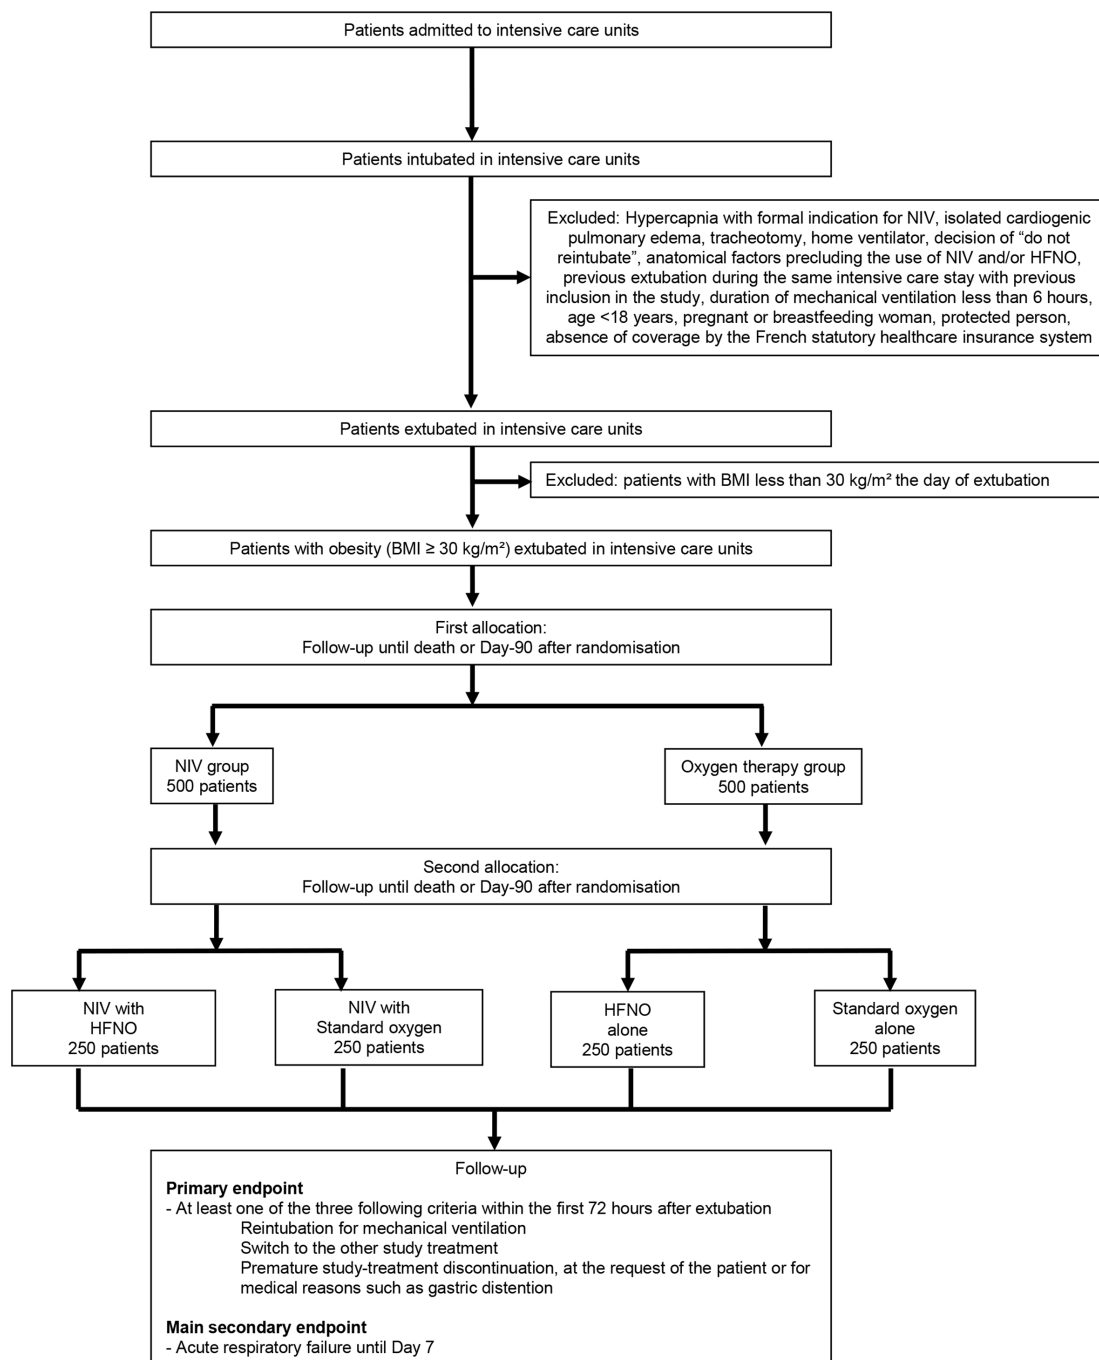 Patients admitted to intensive care units
Patients intubated in intensive care units
Excluded: Hypercapnia with formal indication for NIV, isolated cardiogenic
pulmonary edema, tracheotomy, home ventilator, decision of “do not
reintubate”, anatomical factors precluding the use of NIV and/or HFNO,
previous extubation during the same intensive care stay with previous
inclusion in the study, duration of mechanical ventilation less than 6 hours,
age <18 years, pregnant or breastfeeding woman, protected person,
absence of coverage by the French statutory healthcare insurance system
Patients extubated in intensive care units
Excluded: patients with BMI less than 30 kg/m² the day of extubation
Patients with obesity (BMI ≥ 30 kg/m²) extubated in intensive care units
First allocation:
Follow-up until death or Day-90 after randomisation
NIV group
500 patients
Oxygen therapy group
500 patients
Second allocation:
Follow-up until death or Day-90 after randomisation
NIV with
HFNO
250 patients
NIV with
Standard oxygen
250 patients
HFNO
alone
250 patients
Standard oxygen
alone
250 patients
Follow-up
Primary endpoint
- At least one of the three following criteria within the first 72 hours after extubation
Reintubation for mechanical ventilation
Switch to the other study treatment
Premature study-treatment discontinuation, at the request of the patient or for
medical reasons such as gastric distention
Main secondary endpoint
- Acute respiratory failure until Day 7